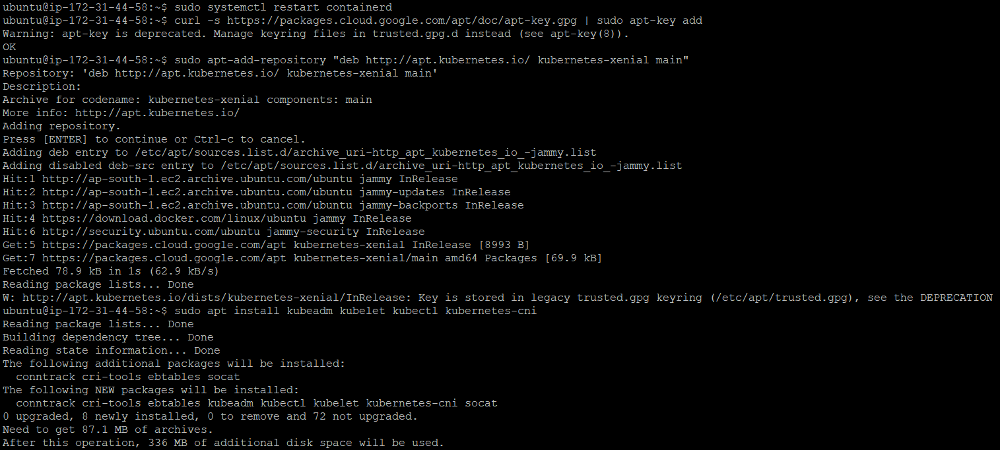 ubuntu@ip-172-31-44-58:~$ sudo systemctl restart containerd
ubuntu@ip-172-31-44-58:~$ curl -s https://packages.cloud.google.com/apt/doc/apt-key.gpg | sudo apt-key add
Warning: apt-key is deprecated. Manage keyring files in trusted.gpg.d instead (see apt-key(8)).
OK
ubuntu@ip-172-31-44-58:~$ sudo apt-add-repository "deb http://apt.kubernetes.io/ kubernetes-xenial main"
Repository: 'deb http://apt.kubernetes.io/ kubernetes-xenial main'
Description:
Archive for codename: kubernetes-xenial components: main
More info: http://apt.kubernetes.io/
Adding repository.
Press [ENTER] to continue or Ctrl-c to cancel.
Adding deb entry to /etc/apt/sources.list.d/archive_uri-http_apt_kubernetes_io_-jammy.list
Adding disabled deb-src entry to /etc/apt/sources.list.d/archive_uri-http_apt_kubernetes_io_-jammy.list
Hit:1 http://ap-south-1.ec2.archive.ubuntu.com/ubuntu jammy InRelease
Hit:2 http://ap-south-1.ec2.archive.ubuntu.com/ubuntu jammy-updates InRelease
Hit:3 http://ap-south-1.ec2.archive.ubuntu.com/ubuntu jammy-backports InRelease
Hit:4 https://download.docker.com/linux/ubuntu jammy InRelease
Hit:6 http://security.ubuntu.com/ubuntu jammy-security InRelease
Get:5 https://packages.cloud.google.com/apt kubernetes-xenial InRelease [8993 B]
Get:7 https://packages.cloud.google.com/apt kubernetes-xenial/main amd64 Packages [69.9 kB]
Fetched 78.9 kB in 1s (62.9 kB/s)
Reading package lists... Done
W: http://apt.kubernetes.io/dists/kubernetes-xenial/InRelease: Key is stored in legacy trusted.gpg keyring (/etc/apt/trusted.gpg), see the DEPRECATION
ubuntu@ip-172-31-44-58:~$ sudo apt install kubeadm kubelet kubectl kubernetes-cni
Reading package lists... Done
Building dependency tree... Done
Reading state information... Done
The following additional packages will be installed:
  conntrack cri-tools ebtables socat
The following NEW packages will be installed:
  conntrack cri-tools ebtables kubeadm kubectl kubelet kubernetes-cni socat
0 upgraded, 8 newly installed, 0 to remove and 72 not upgraded.
Need to get 87.1 MB of archives.
After this operation, 336 MB of additional disk space will be used.